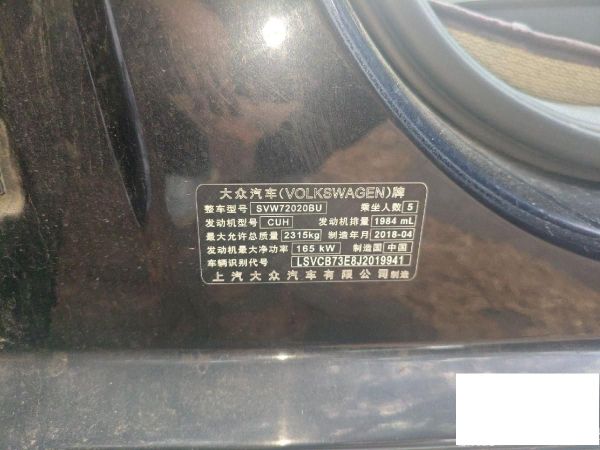 大众汽车(VOLKSWAGEN)牌
整车型号 SVW72020BU 乘坐人数 5
发动机型号 CUH 发动机排量 1984 mL
最大允许总质量 2315kg 制造年月 2018-04
发动机最大净功率 165 kW 制造国 中国
车辆识别代号 LSVCB73E8J2019941
上汽大众汽车有限公司制造